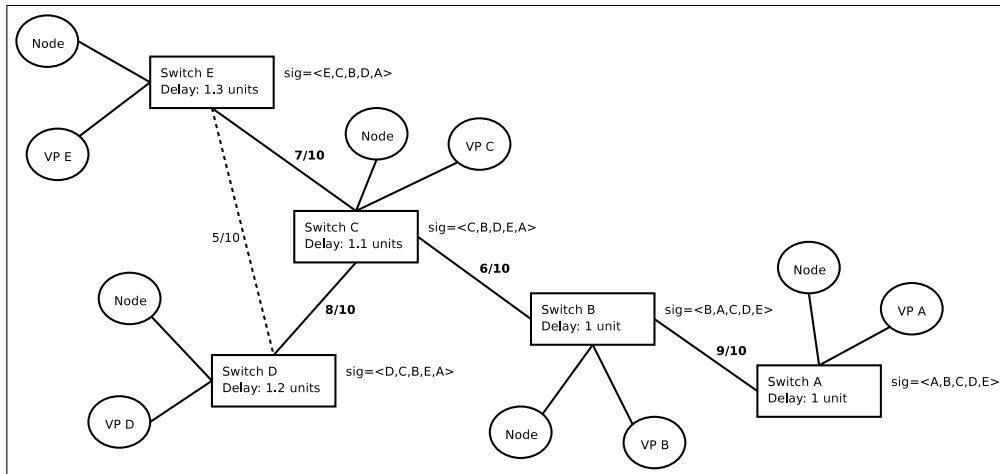 Node
Switch E
Delay: 1.3 units
sig=<E,C,B,D,A>
VP E
7/10
Node
VP C
5/10
Switch C
Delay: 1.1 units
sig=<C,B,D,E,A>
6/10
Node
8/10
Node
Switch B
Delay: 1 unit
sig=<B,A,C,D,E>
VP A
9/10
Switch D
Delay: 1.2 units
sig=<D,C,B,E,A>
Switch A
Delay: 1 unit
sig=<A,B,C,D,E>
VP D
Node
VP B